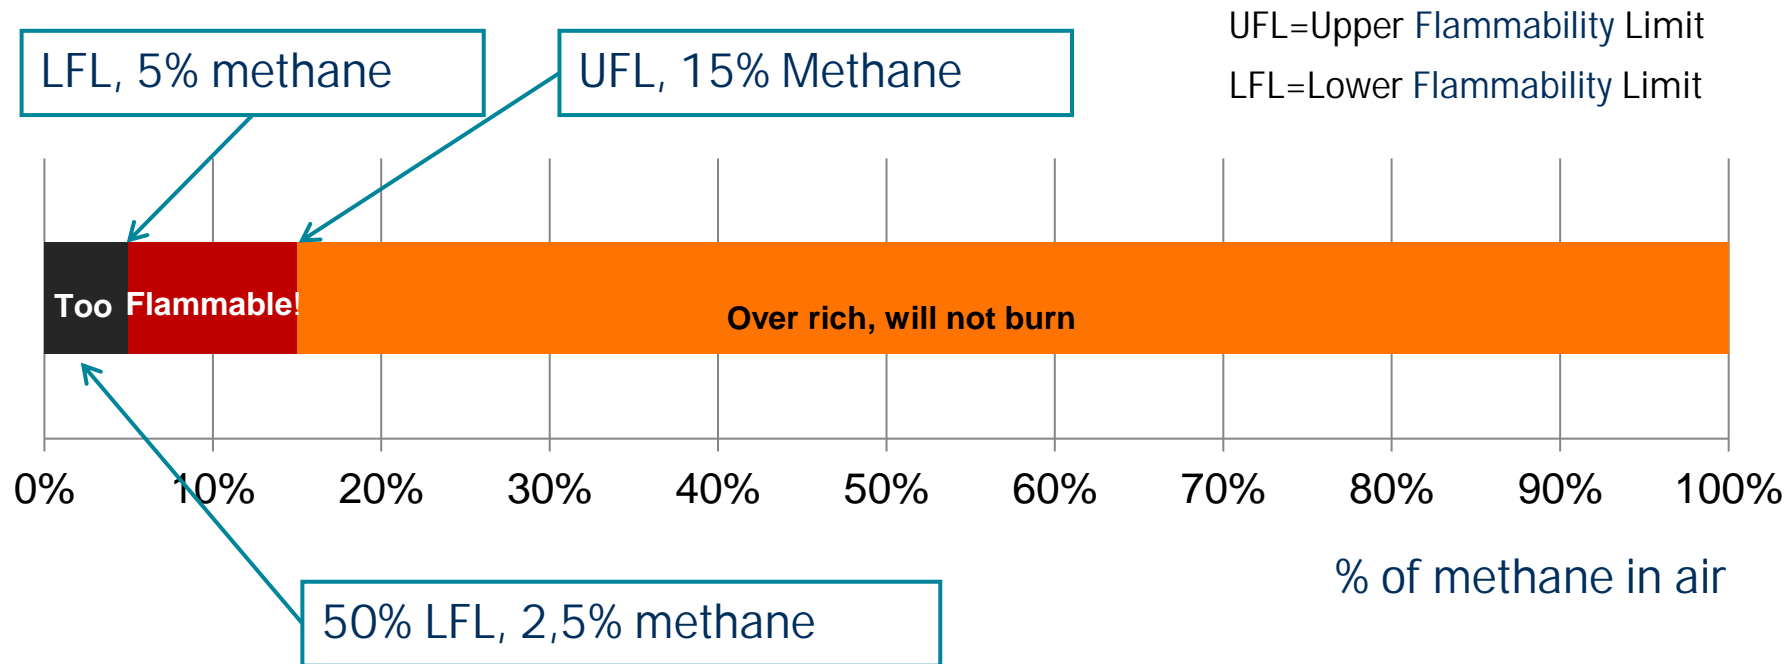 UFL=Upper Flammability Limit
LFL=Lower Flammability Limit
LFL, 5% methane
UFL, 15% Methane
Too
Flammable!
Over rich, will not burn
0% 10% 20% 30% 40% 50% 60% 70% 80% 90% 100%
% of methane in air
50% LFL, 2,5% methane